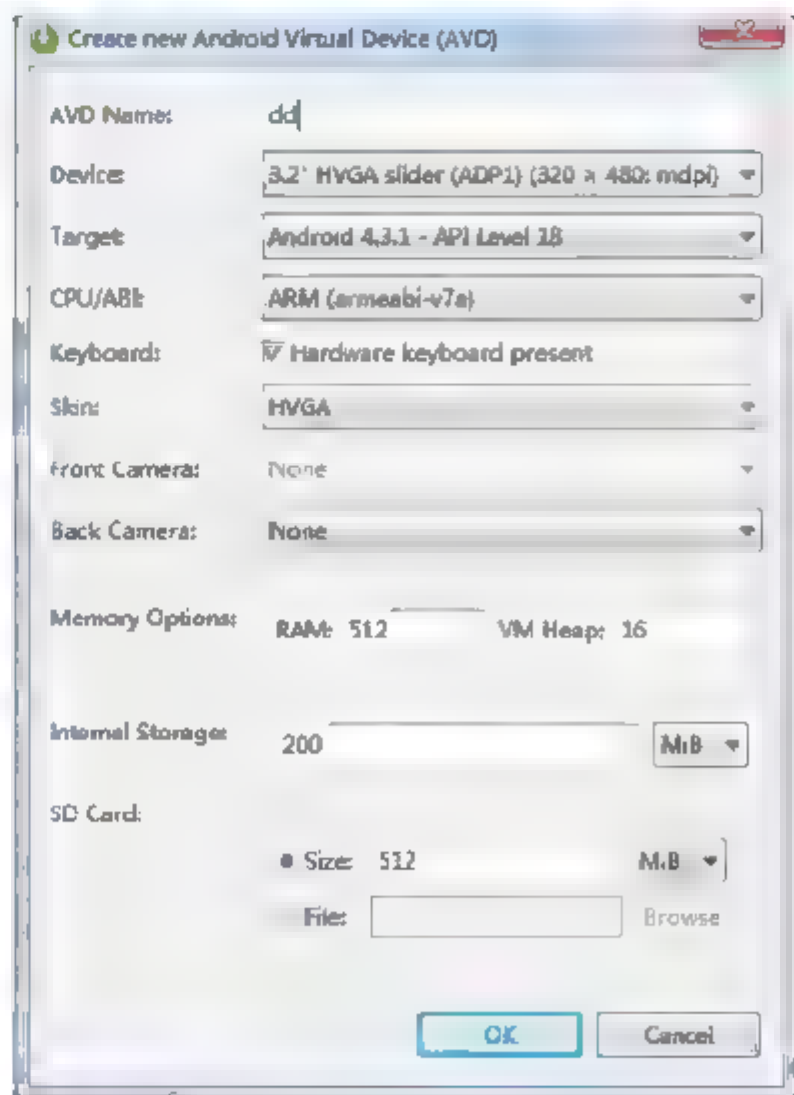 Create new Android Virtual Device (AVD)
AVD Name: dd
Device: 3.2" HVGA slider (ADP1) (320 × 480: mdpi)
Target: Android 4.3.1 - API Level 18
CPU/ABI: ARM (armeabi-v7a)
Keyboard: Hardware keyboard present
Skin: HVGA
Front Camera: None
Back Camera: None
Memory Options: RAM: 512 VM Heap: 16
Internal Storage: 200 MiB
SD Card:
Size: 512 MiB
File: Browse
OK Cancel